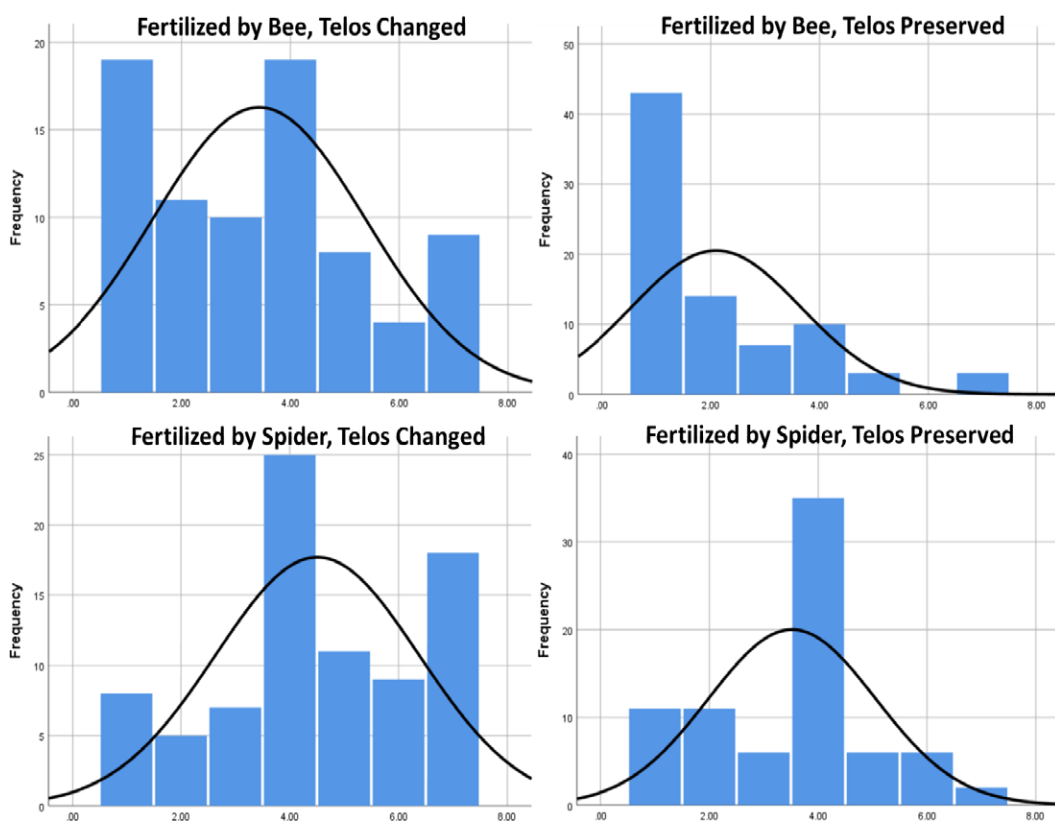 Fertilized by Bee, Telos Changed
Frequency
20
15
10
5
0
.00 2.00 4.00 6.00 8.00
Fertilized by Bee, Telos Preserved
Frequency
50
40
30
20
10
0
.00 2.00 4.00 6.00 8.00
Fertilized by Spider, Telos Changed
Frequency
25
20
15
10
5
0
.00 2.00 4.00 6.00 8.00
Fertilized by Spider, Telos Preserved
Frequency
40
30
20
10
0
.00 2.00 4.00 6.00 8.00